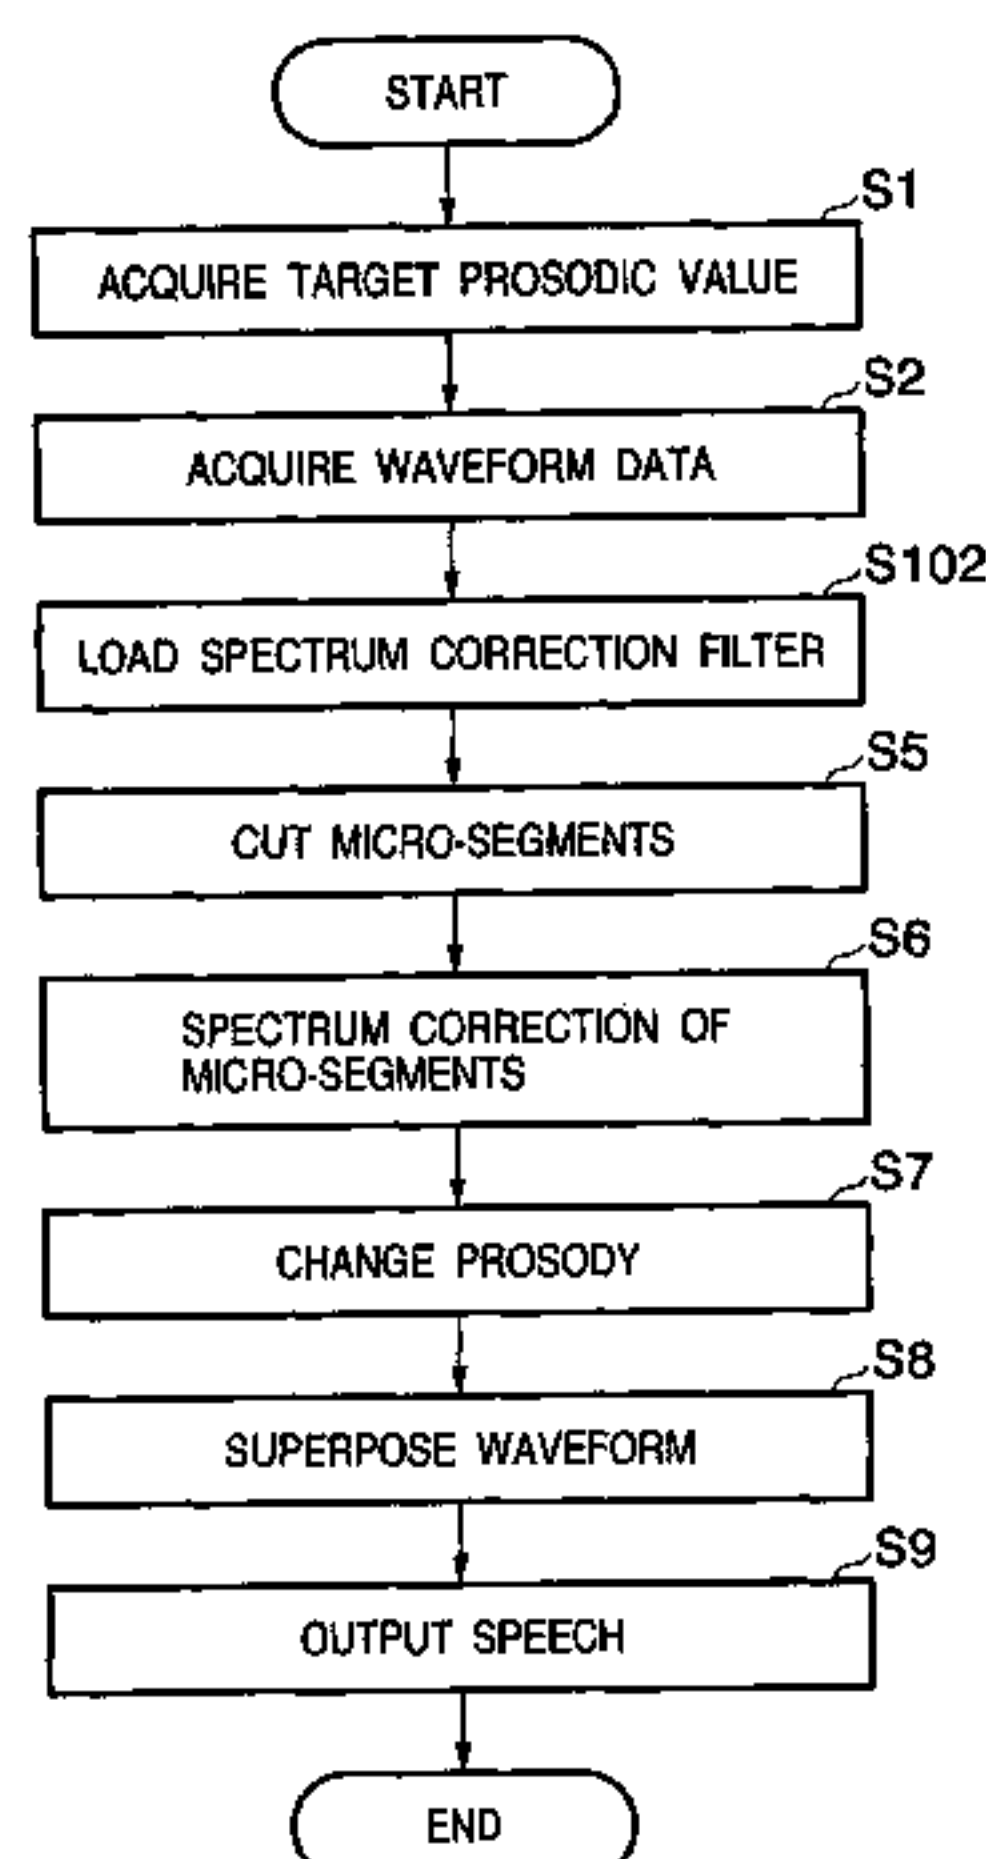 START
S1
ACQUIRE TARGET PROSODIC VALUE
S2
ACQUIRE WAVEFORM DATA
S102
LOAD SPECTRUM CORRECTION FILTER
S5
CUT MICRO-SEGMENTS
S6
SPECTRUM CORRECTION OF
MICRO-SEGMENTS
S7
CHANGE PROSODY
S8
SUPERPOSE WAVEFORM
S9
OUTPUT SPEECH
END